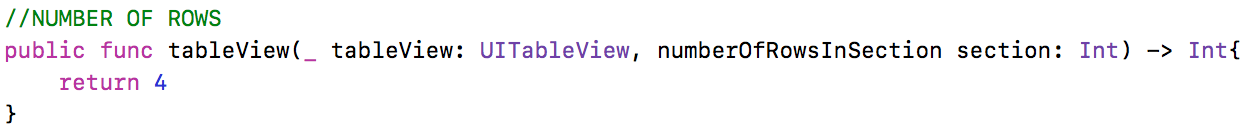 //NUMBER OF ROWS
public func tableView(_ tableView: UITableView, numberOfRowsInSection section: Int) -> Int{
    return 4
}